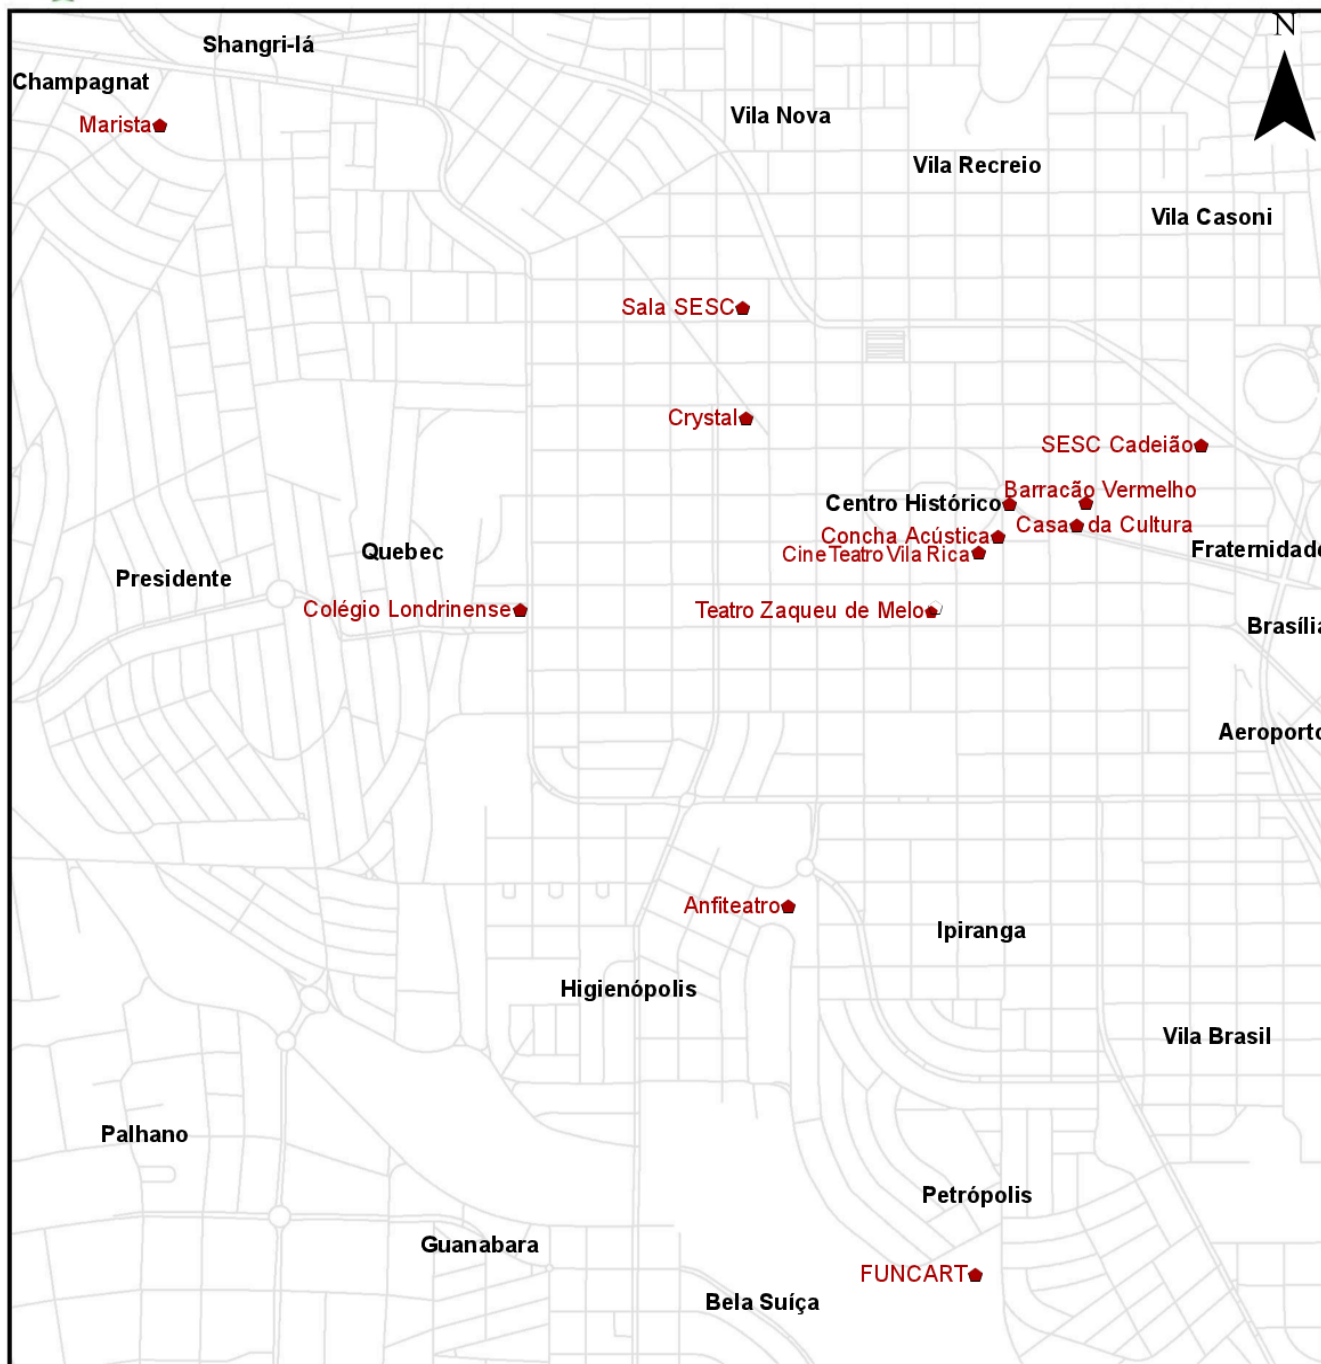 N
Shangri-lá
Champagnat
Vila Nova
Marista
Vila Recreio
Vila Casoni
Sala SESC
Crystal
SESC Cadeião
Barracão Vermelho
Centro Histórico
Casa da Cultura
Concha Acústica
Cine Teatro Vila Rica
Fraternidade
Quebec
Presidente
Colégio Londrinense
Teatro Zaqueu de Melo
Brasília
Aeroporto
Anfiteatro
Ipiranga
Higienópolis
Vila Brasil
Palhano
Petrópolis
Guanabara
FUNCART
Bela Suíça